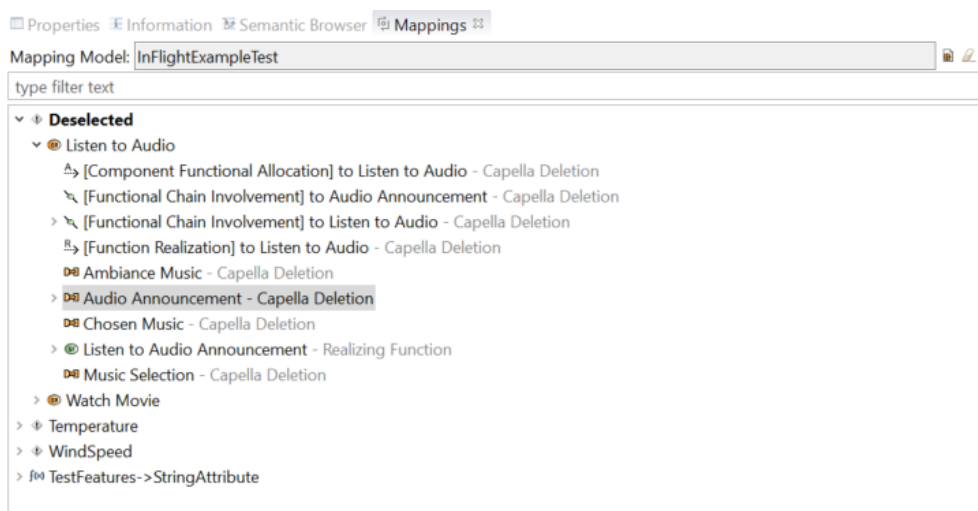 Properties Information Semantic Browser Mappings
Mapping Model: InFlightExampleTest
type filter text
Deselected
Listen to Audio
[Component Functional Allocation] to Listen to Audio - Capella Deletion
[Functional Chain Involvement] to Audio Announcement - Capella Deletion
[Functional Chain Involvement] to Listen to Audio - Capella Deletion
[Function Realization] to Listen to Audio - Capella Deletion
Ambiance Music - Capella Deletion
Audio Announcement - Capella Deletion
Chosen Music - Capella Deletion
Listen to Audio Announcement - Realizing Function
Music Selection - Capella Deletion
Watch Movie
Temperature
WindSpeed
TestFeatures->StringAttribute